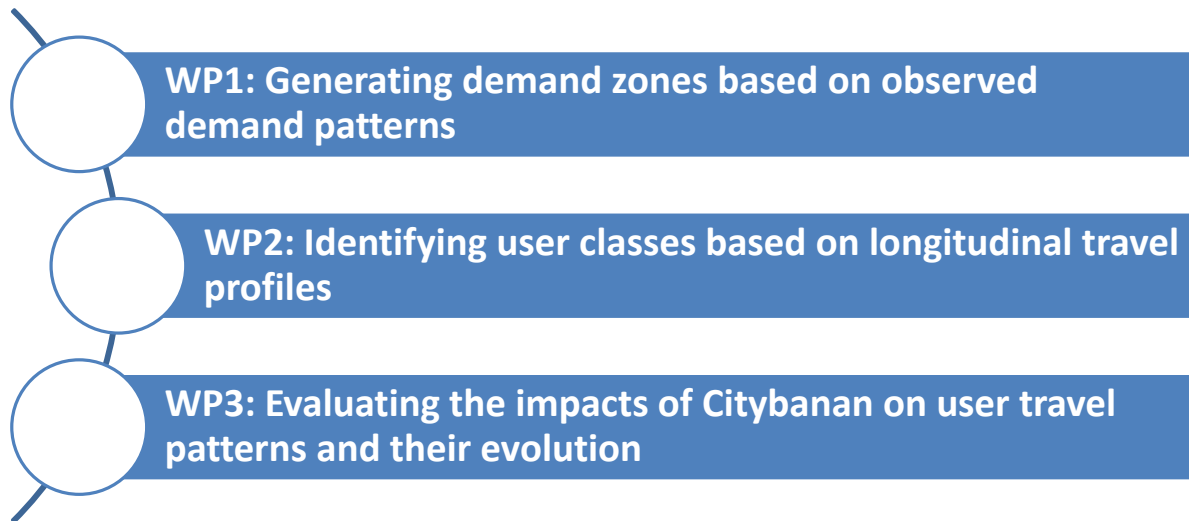 WP1: Generating demand zones based on observed
demand patterns
WP2: Identifying user classes based on longitudinal travel
profiles
WP3: Evaluating the impacts of Citybanan on user travel
patterns and their evolution